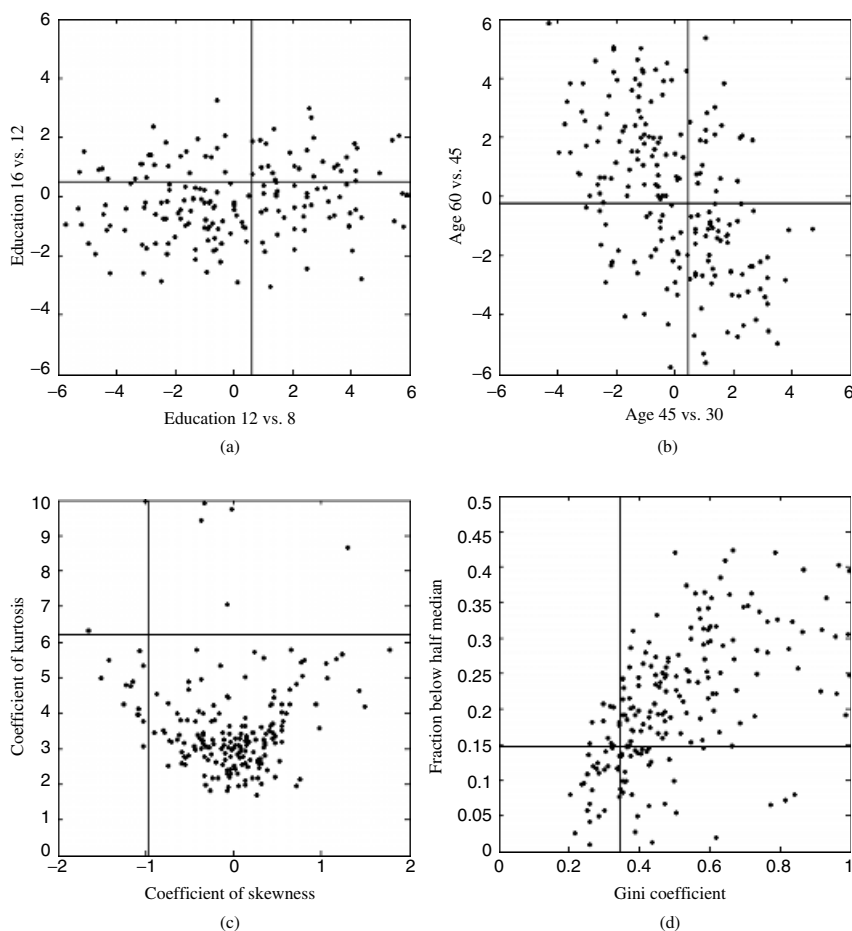 6
4
2
0
−2
−4
−6
−6 −4 −2 0 2 4 6
Education 16 vs. 12
Education 12 vs. 8
(a)
6
4
2
0
−2
−4
−6
−6 −4 −2 0 2 4 6
Age 60 vs. 45
Age 45 vs. 30
(b)
10
9
8
7
6
5
4
3
2
1
0
−2 −1 0 1 2
Coefficient of kurtosis
Coefficient of skewness
(c)
0.5
0.45
0.4
0.35
0.3
0.25
0.2
0.15
0.1
0.05
0
0 0.2 0.4 0.6 0.8 1
Fraction below half median
Gini coefficient
(d)